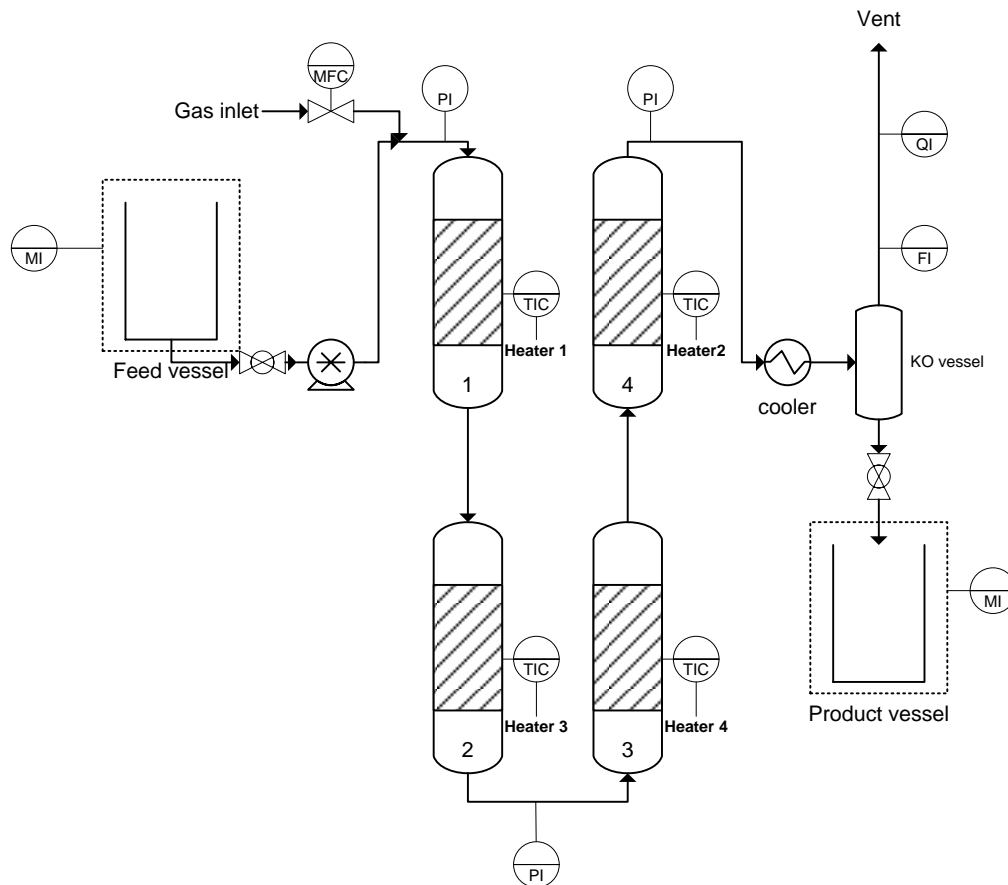 Vent
MFC
Gas inlet
PI
PI
QI
MI
FI
TIC
TIC
Heater 1
Heater2
Feed vessel
1
4
cooler
KO vessel
TIC
TIC
MI
Heater 3
Heater 4
Product vessel
2
3
PI